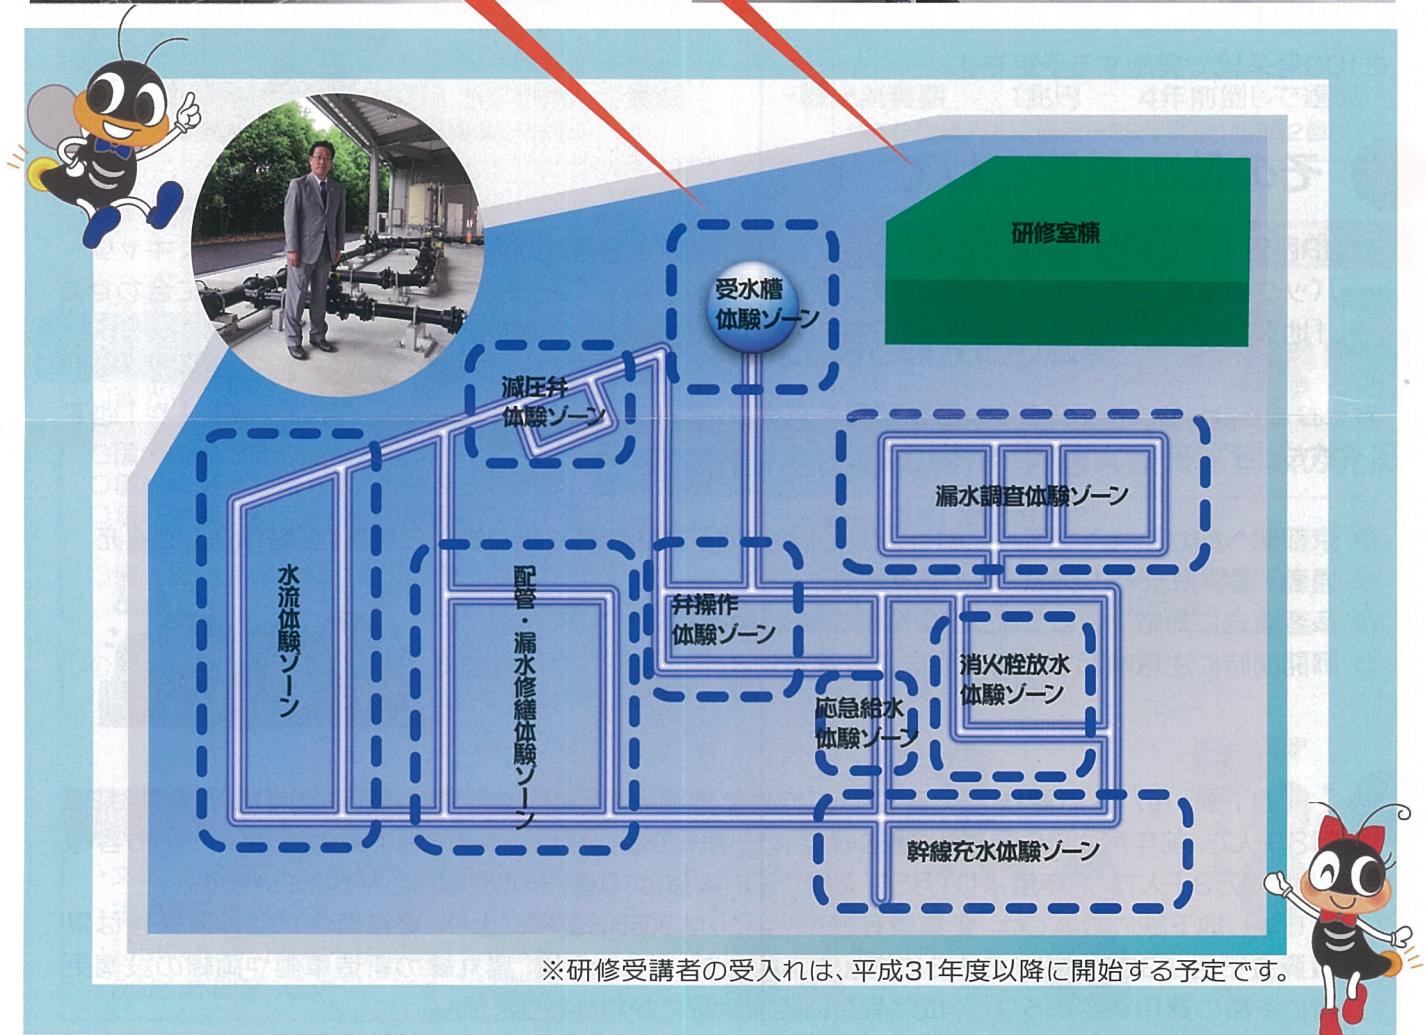 研修室棟
受水槽
体験ゾーン
減圧弁
体験ゾーン
漏水調査体験ゾーン
水流体験ゾーン
配管・漏水修繕体験ゾーン
弁操作
体験ゾーン
消火栓放水
体験ゾーン
応急給水
体験ゾーン
幹線充水体験ゾーン
※研修受講者の受入れは、平成31年度以降に開始する予定です。